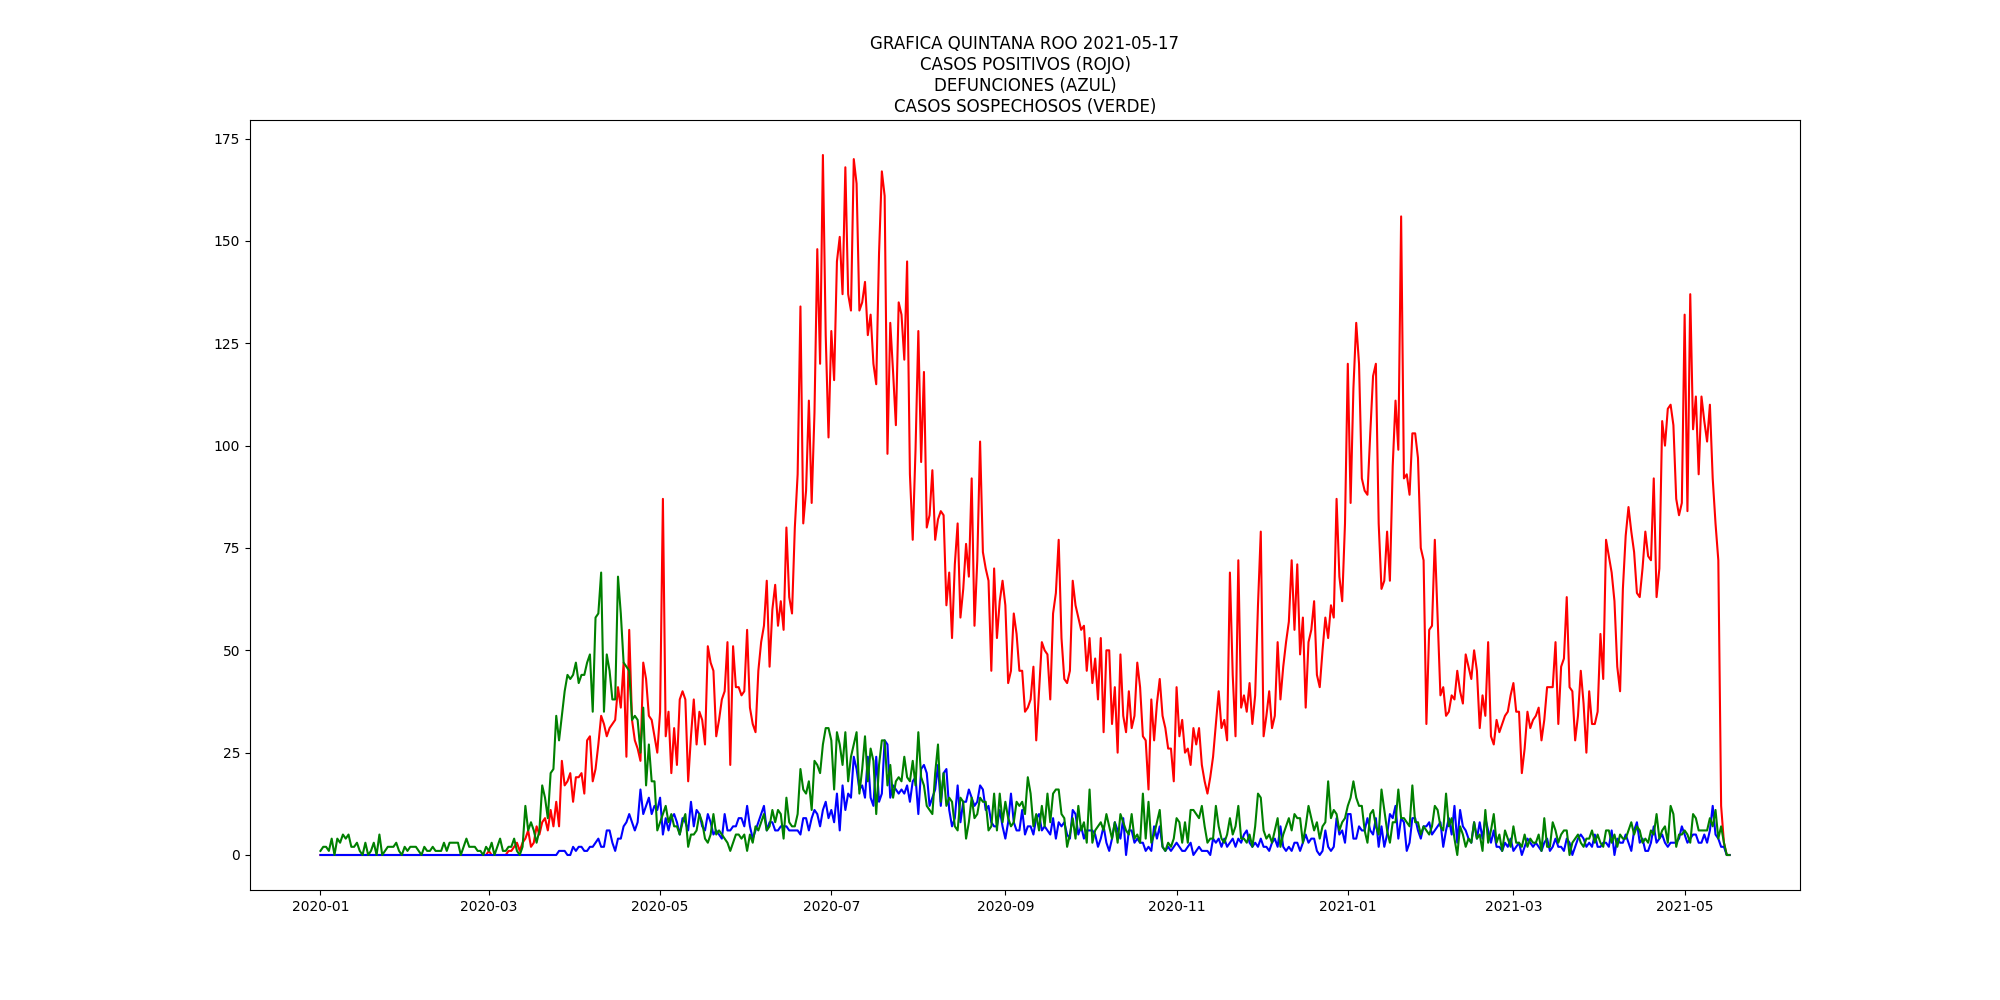 GRAFICA QUINTANA ROO 2021-05-17
CASOS POSITIVOS (ROJO)
DEFUNCIONES (AZUL)
CASOS SOSPECHOSOS (VERDE)
175
150
125
100
75
50
25
0
2020-01 2020-03 2020-05 2020-07 2020-09 2020-11 2021-01 2021-03 2021-05